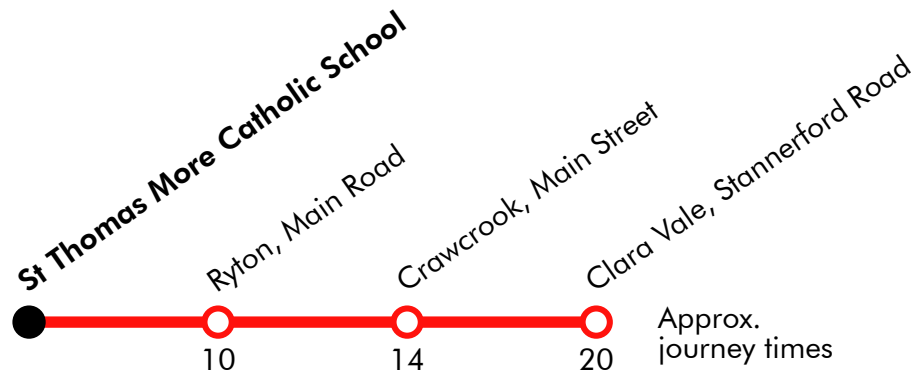 St Thomas More Catholic School
Ryton, Main Road
Crawcrook, Main Street
Clara Vale, Stannerford Road
10
14
20
Approx.
journey times